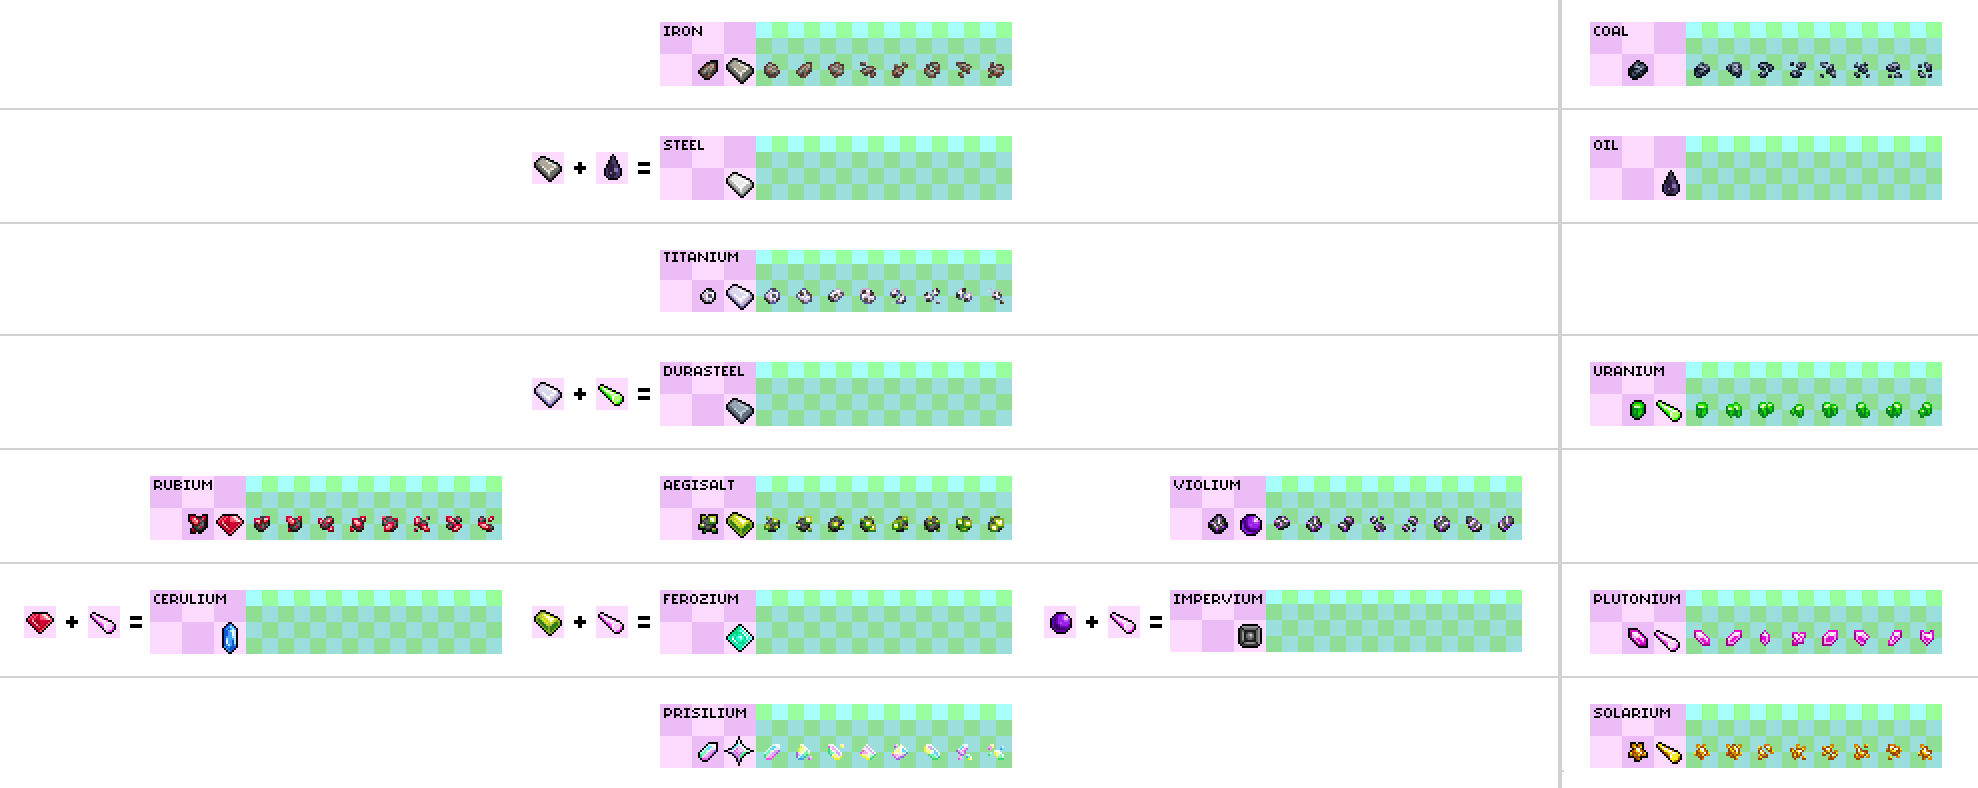 IRON
COAL
+ = STEEL
OIL
TITANIUM
+ = DURASTEEL
URANIUM
RUBIUM
AEGISALT
VIOLIUM
+ = CERULIUM
+ = FEROZIUM
+ = IMPERVIUM
PLUTONIUM
PRISILIUM
SOLARIUM